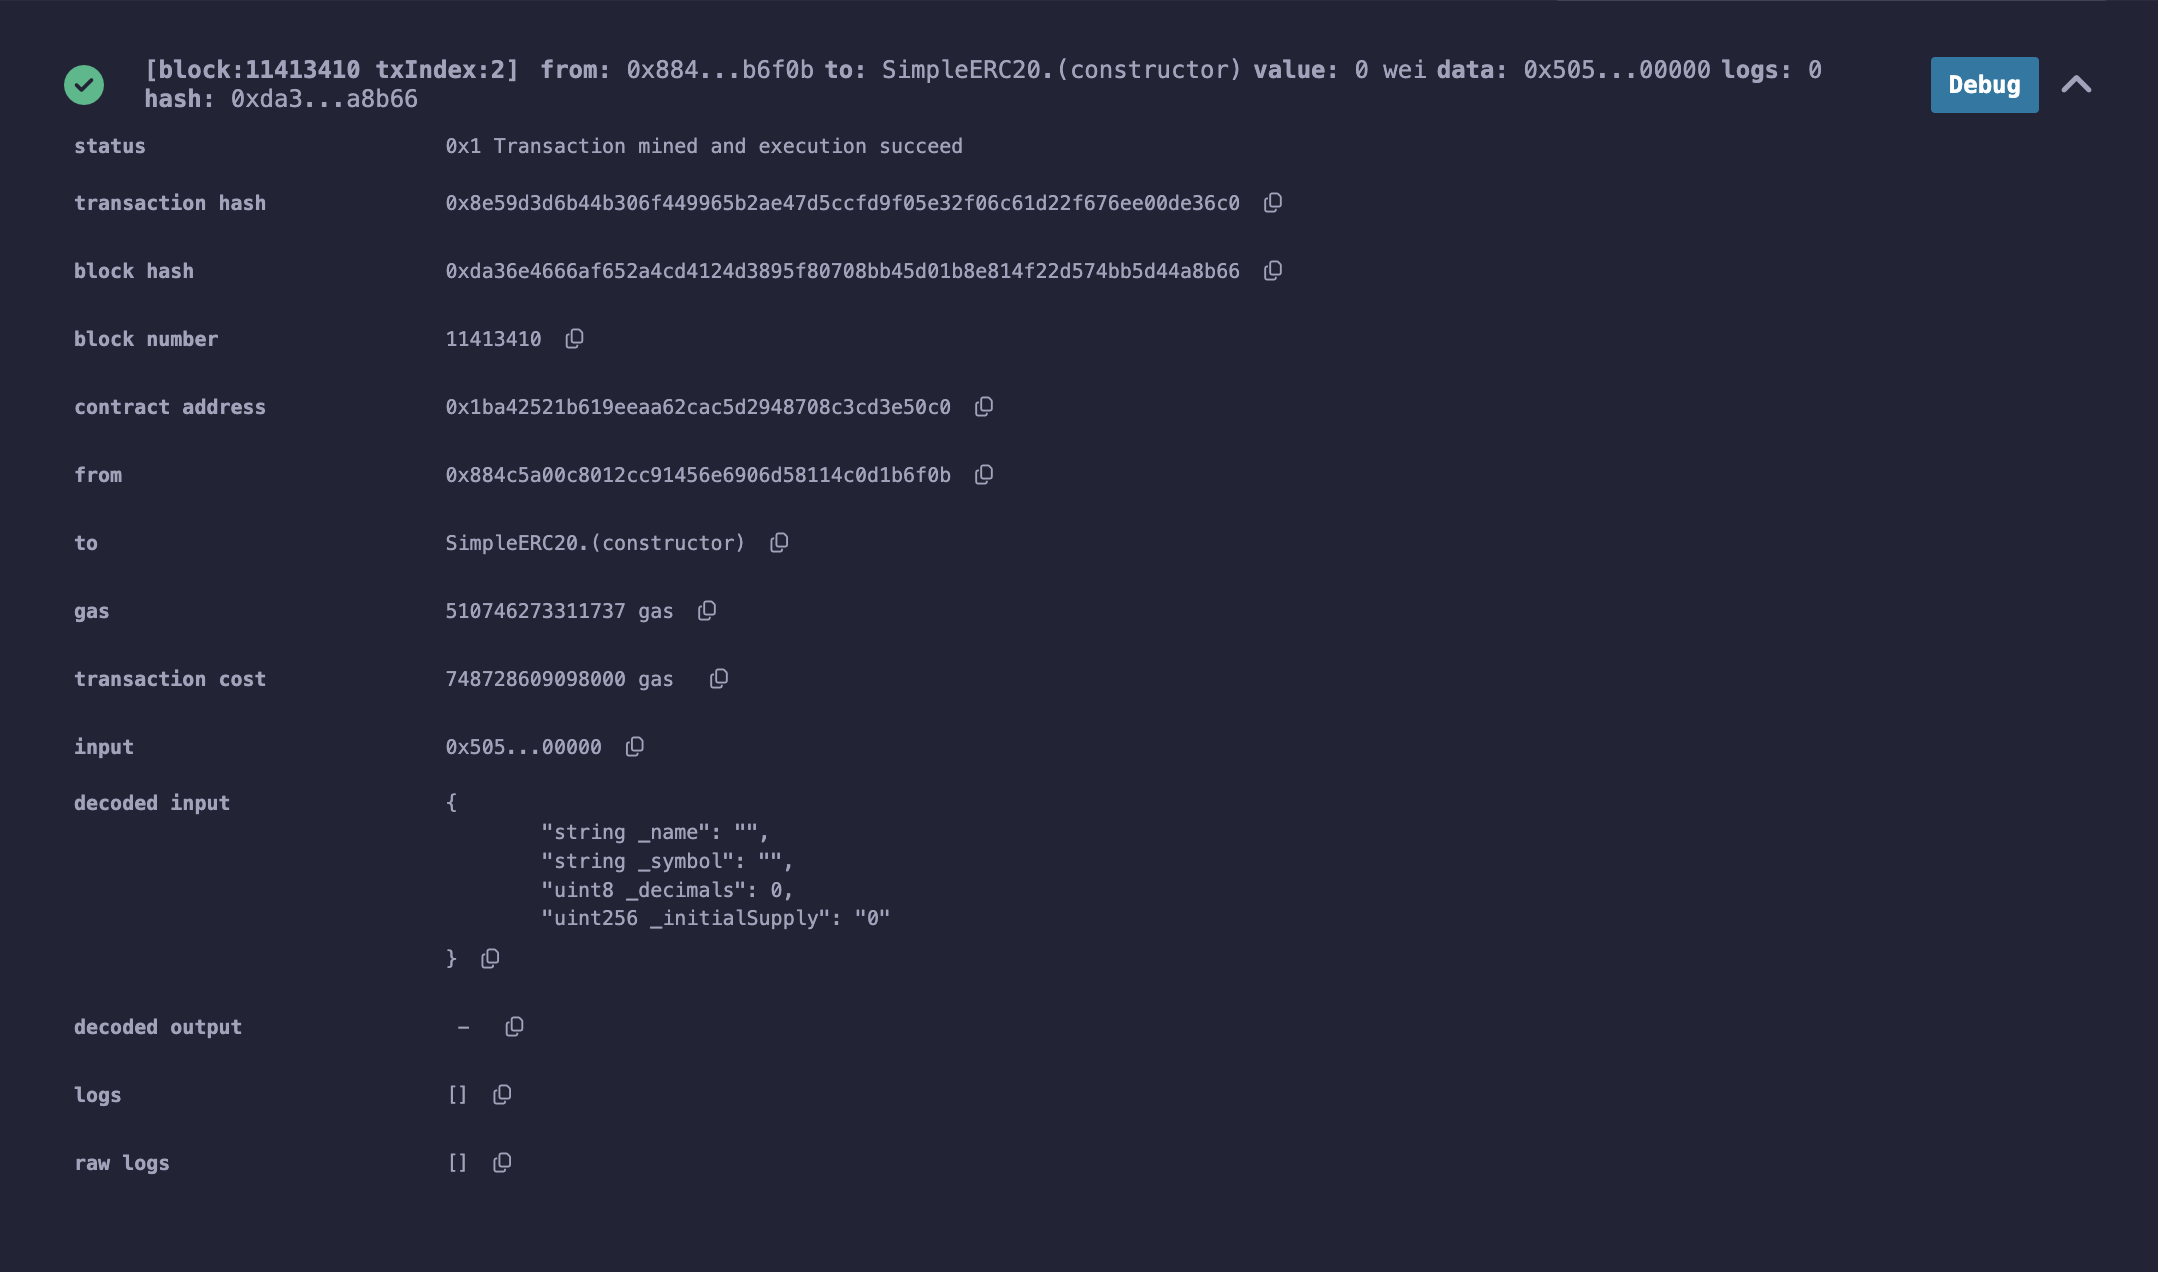 [block:11413410 txIndex:2] from: 0x884...b6f0b to: SimpleERC20.(constructor) value: 0 wei data: 0x505...00000 logs: 0
hash: 0xda3...a8b66
Debug
status 0x1 Transaction mined and execution succeed
transaction hash 0x8e59d3d6b44b306f449965b2ae47d5ccfd9f05e32f06c61d22f676ee00de36c0
block hash 0xda36e4666af652a4cd4124d3895f80708bb45d01b8e814f22d574bb5d44a8b66
block number 11413410
contract address 0x1ba42521b619eeaa62cac5d2948708c3cd3e50c0
from 0x884c5a00c8012cc91456e6906d58114c0d1b6f0b
to SimpleERC20.(constructor)
gas 510746273311737 gas
transaction cost 748728609098000 gas
input 0x505...00000
decoded input {
"string _name": "",
"string _symbol": "",
"uint8 _decimals": 0,
"uint256 _initialSupply": "0"
}
decoded output –
logs []
raw logs []